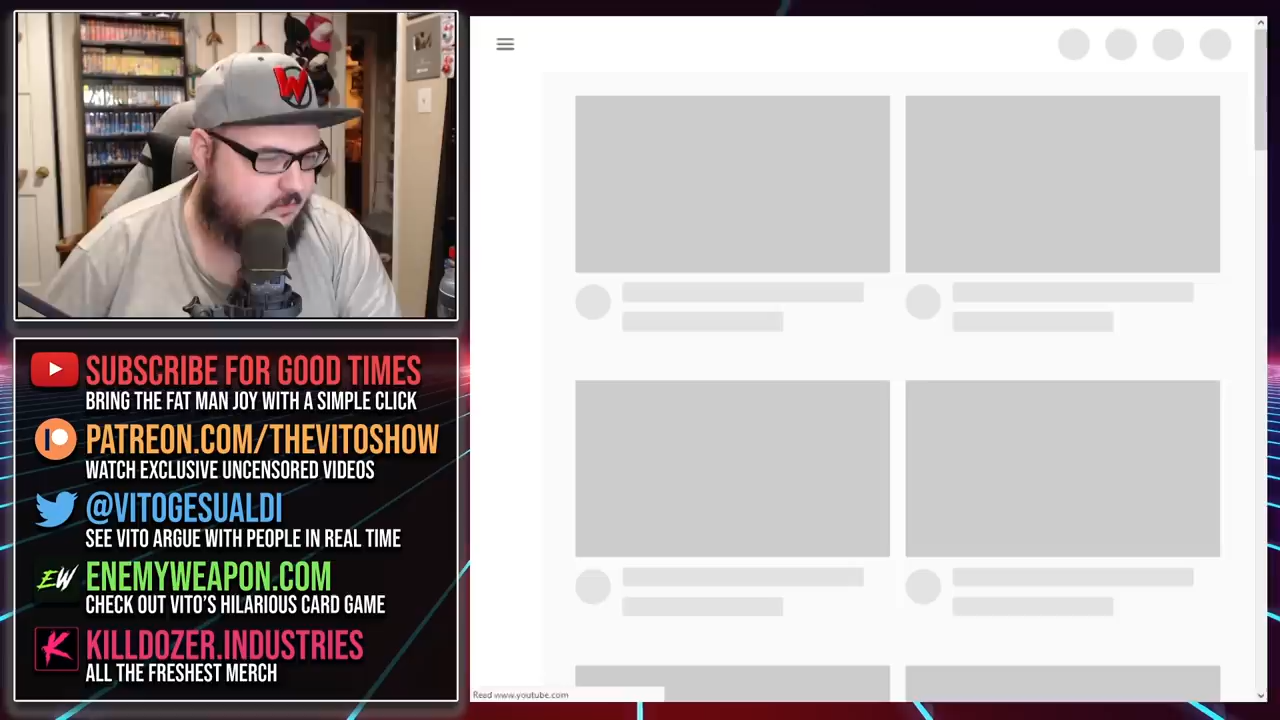 W
SUBSCRIBE FOR GOOD TIMES
BRING THE FAT MAN JOY WITH A SIMPLE CLICK
PATREON.COM/THEVITOSHOW
WATCH EXCLUSIVE UNCENSORED VIDEOS
@VITOGESUALDI
SEE VITO ARGUE WITH PEOPLE IN REAL TIME
EW
ENEMYWEAPON.COM
CHECK OUT VITO'S HILARIOUS CARD GAME
K
KILLDOZER.INDUSTRIES
ALL THE FRESHEST MERCH
Read www.youtube.com